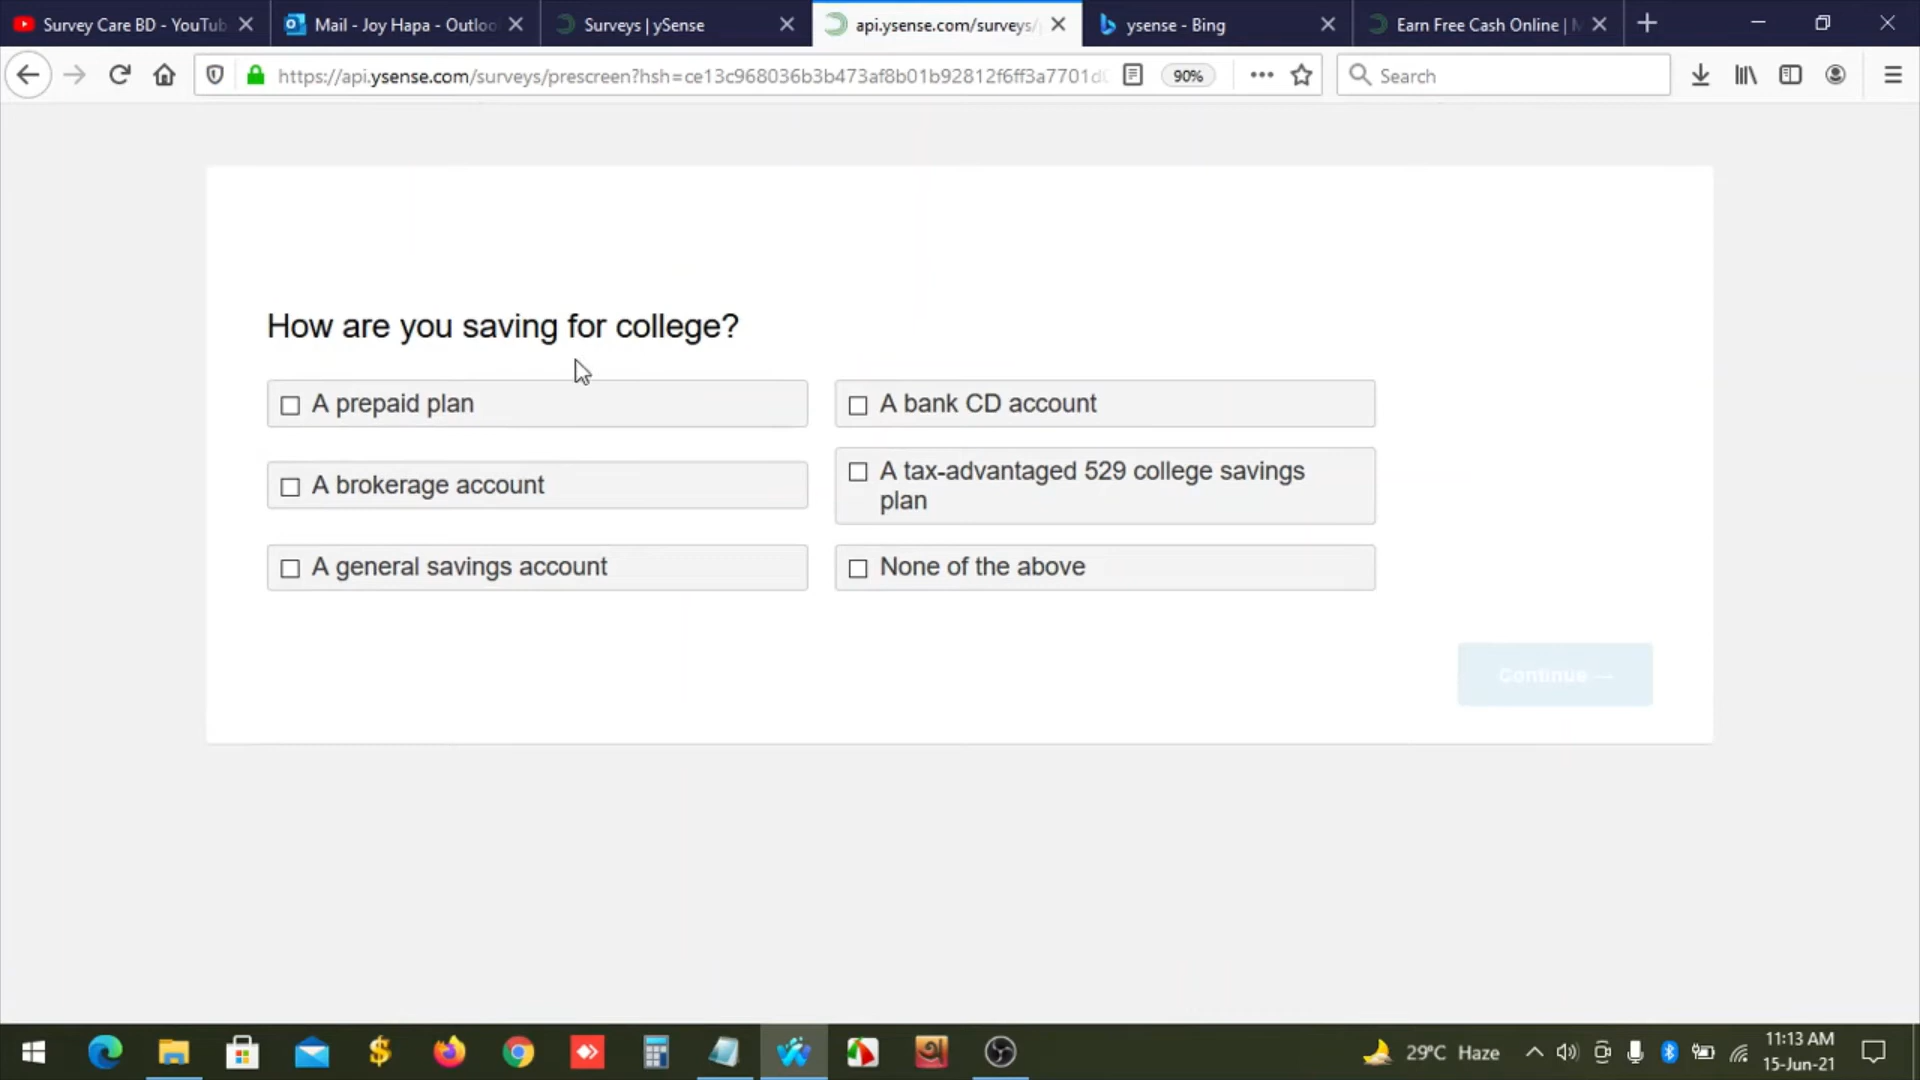 Survey Care BD - YouTub
Mail - Joy Hapa - Outloo
Surveys | ySense
api.ysense.com/surveys/
ysense - Bing
Earn Free Cash Online |
https://api.ysense.com/surveys/prescreen?hsh=ce13c968036b3b473af8b01b92812f6ff3a7701d
90%
Search
How are you saving for college?
A prepaid plan
A bank CD account
A brokerage account
A tax-advantaged 529 college savings
plan
A general savings account
None of the above
Continue
29°C Haze
11:13 AM
15-Jun-21